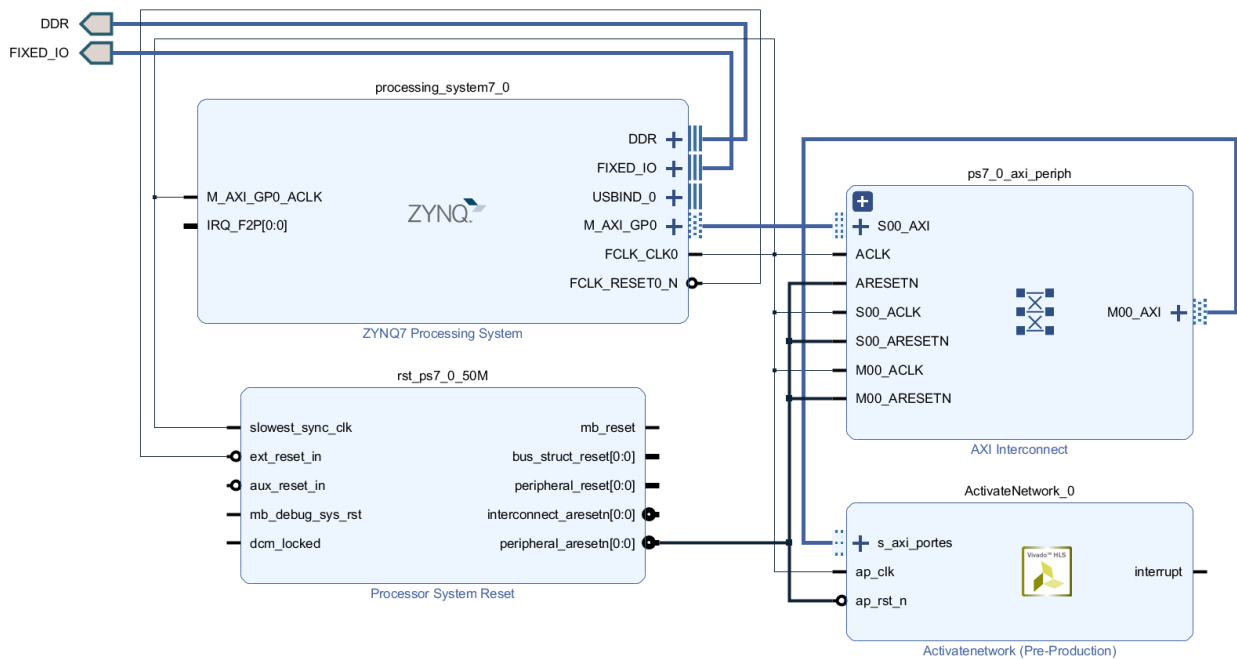 DDR
FIXED_IO
processing_system7_0
DDR
FIXED_IO
USBIND_0
M_AXI_GP0
FCLK_CLK0
FCLK_RESET0_N
M_AXI_GP0_ACLK
IRQ_F2P[0:0]
ZYNQ
ZYNQ7 Processing System
rst_ps7_0_50M
slowest_sync_clk
ext_reset_in
aux_reset_in
mb_debug_sys_rst
dcm_locked
mb_reset
bus_struct_reset[0:0]
peripheral_reset[0:0]
interconnect_aresetn[0:0]
peripheral_aresetn[0:0]
Processor System Reset
ps7_0_axi_periph
S00_AXI
ACLK
ARESETN
S00_ACLK
S00_ARESETN
M00_ACLK
M00_ARESETN
M00_AXI
AXI Interconnect
ActivateNetwork_0
s_axi_portes
ap_clk
ap_rst_n
Vivado™ HLS
interrupt
Activatenetwork (Pre-Production)